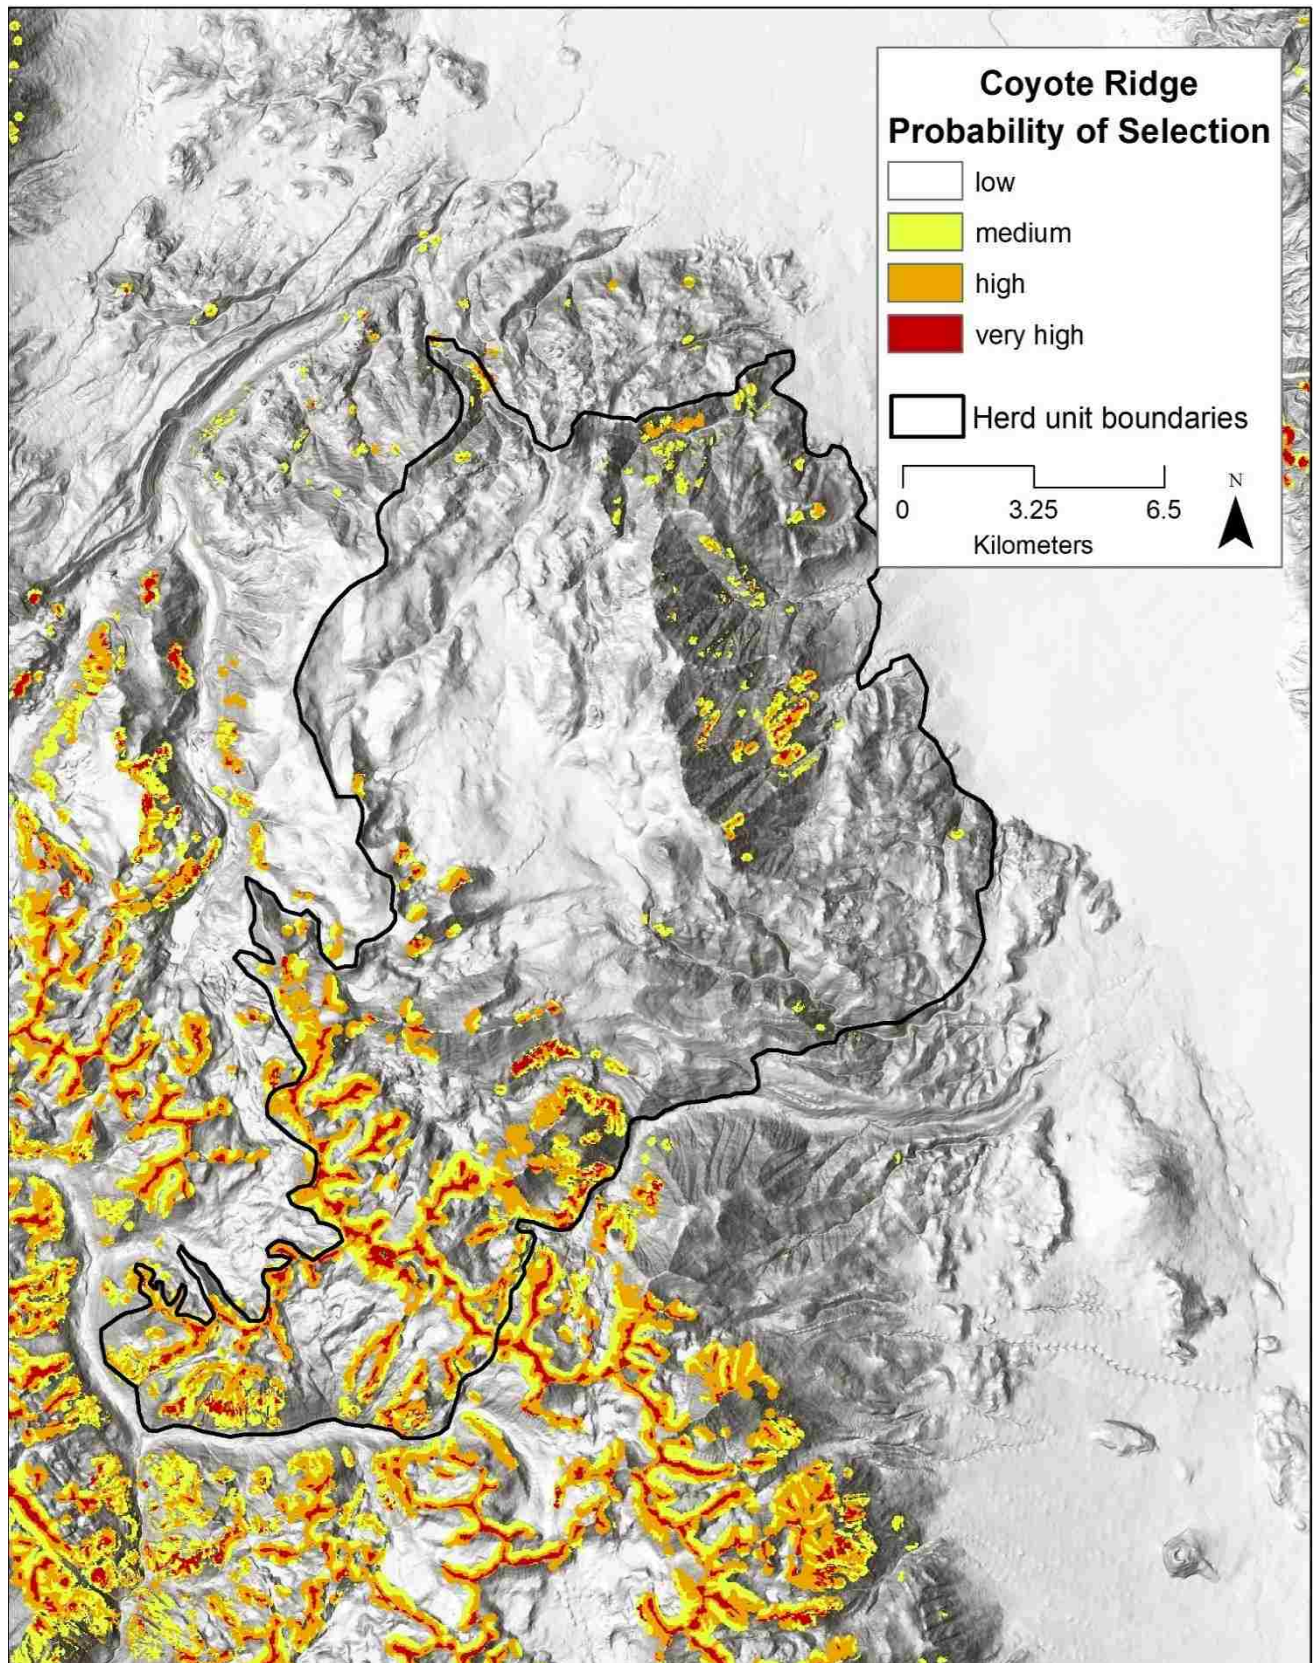 Coyote Ridge
Probability of Selection
low
medium
high
very high
Herd unit boundaries
0 3.25 6.5
Kilometers
N